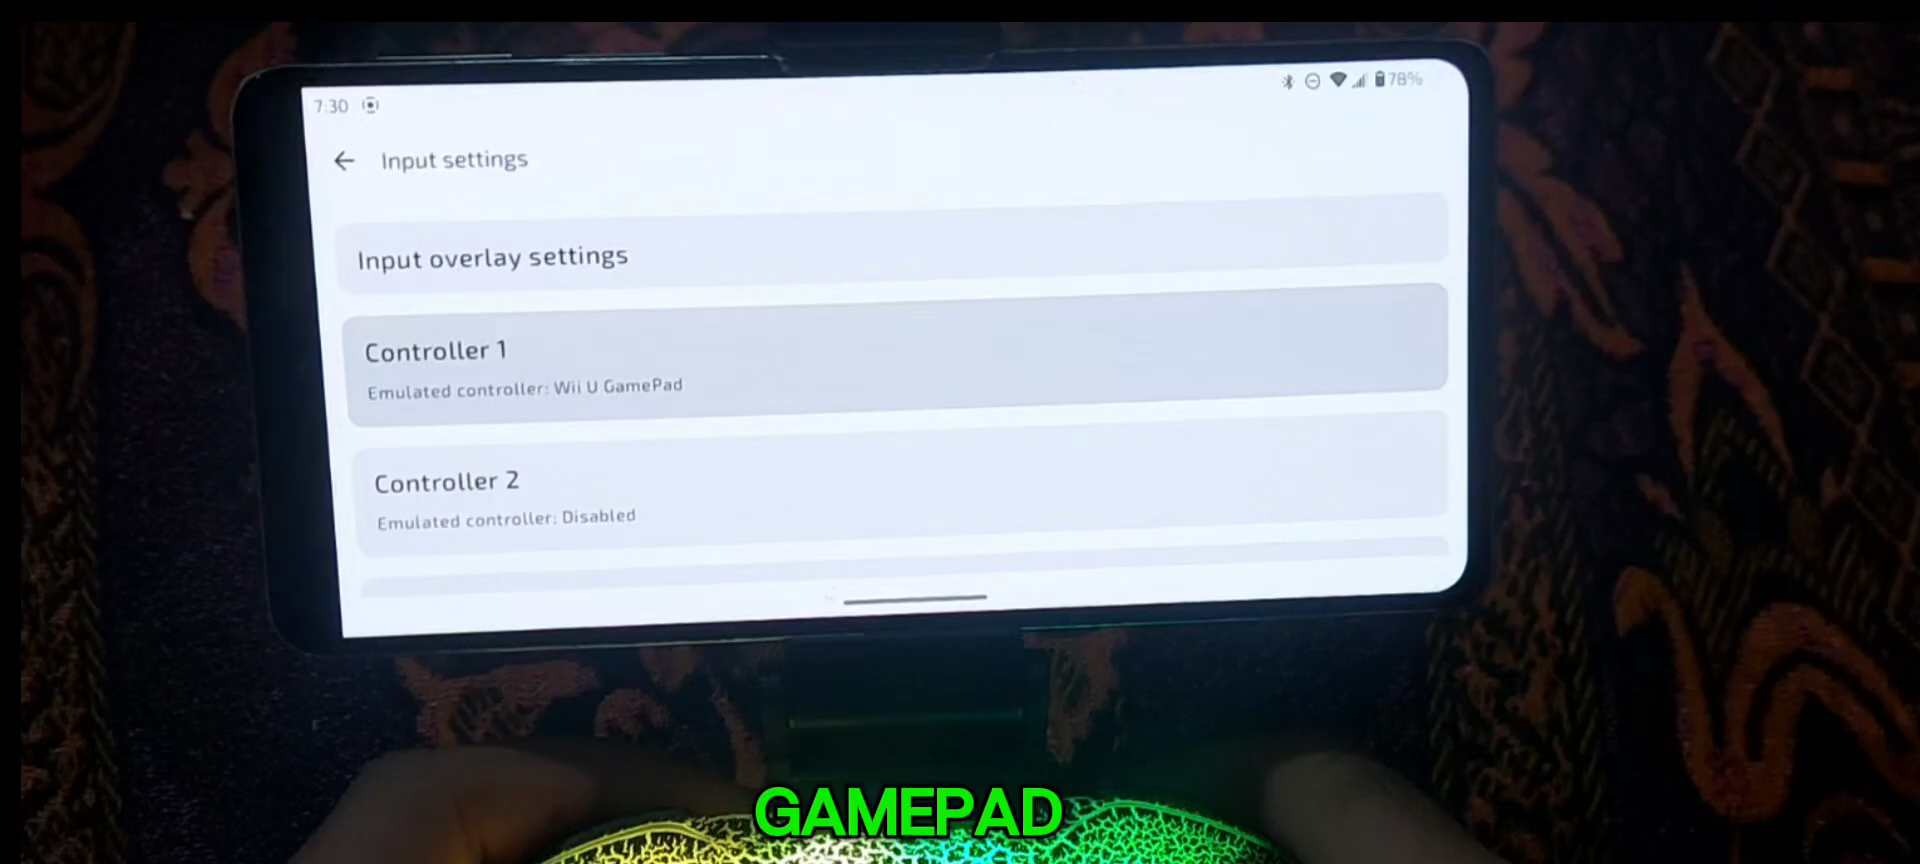 7:30
78%
Input settings
Input overlay settings
Controller 1
Emulated controller: Wii U GamePad
Controller 2
Emulated controller: Disabled
GAMEPAD